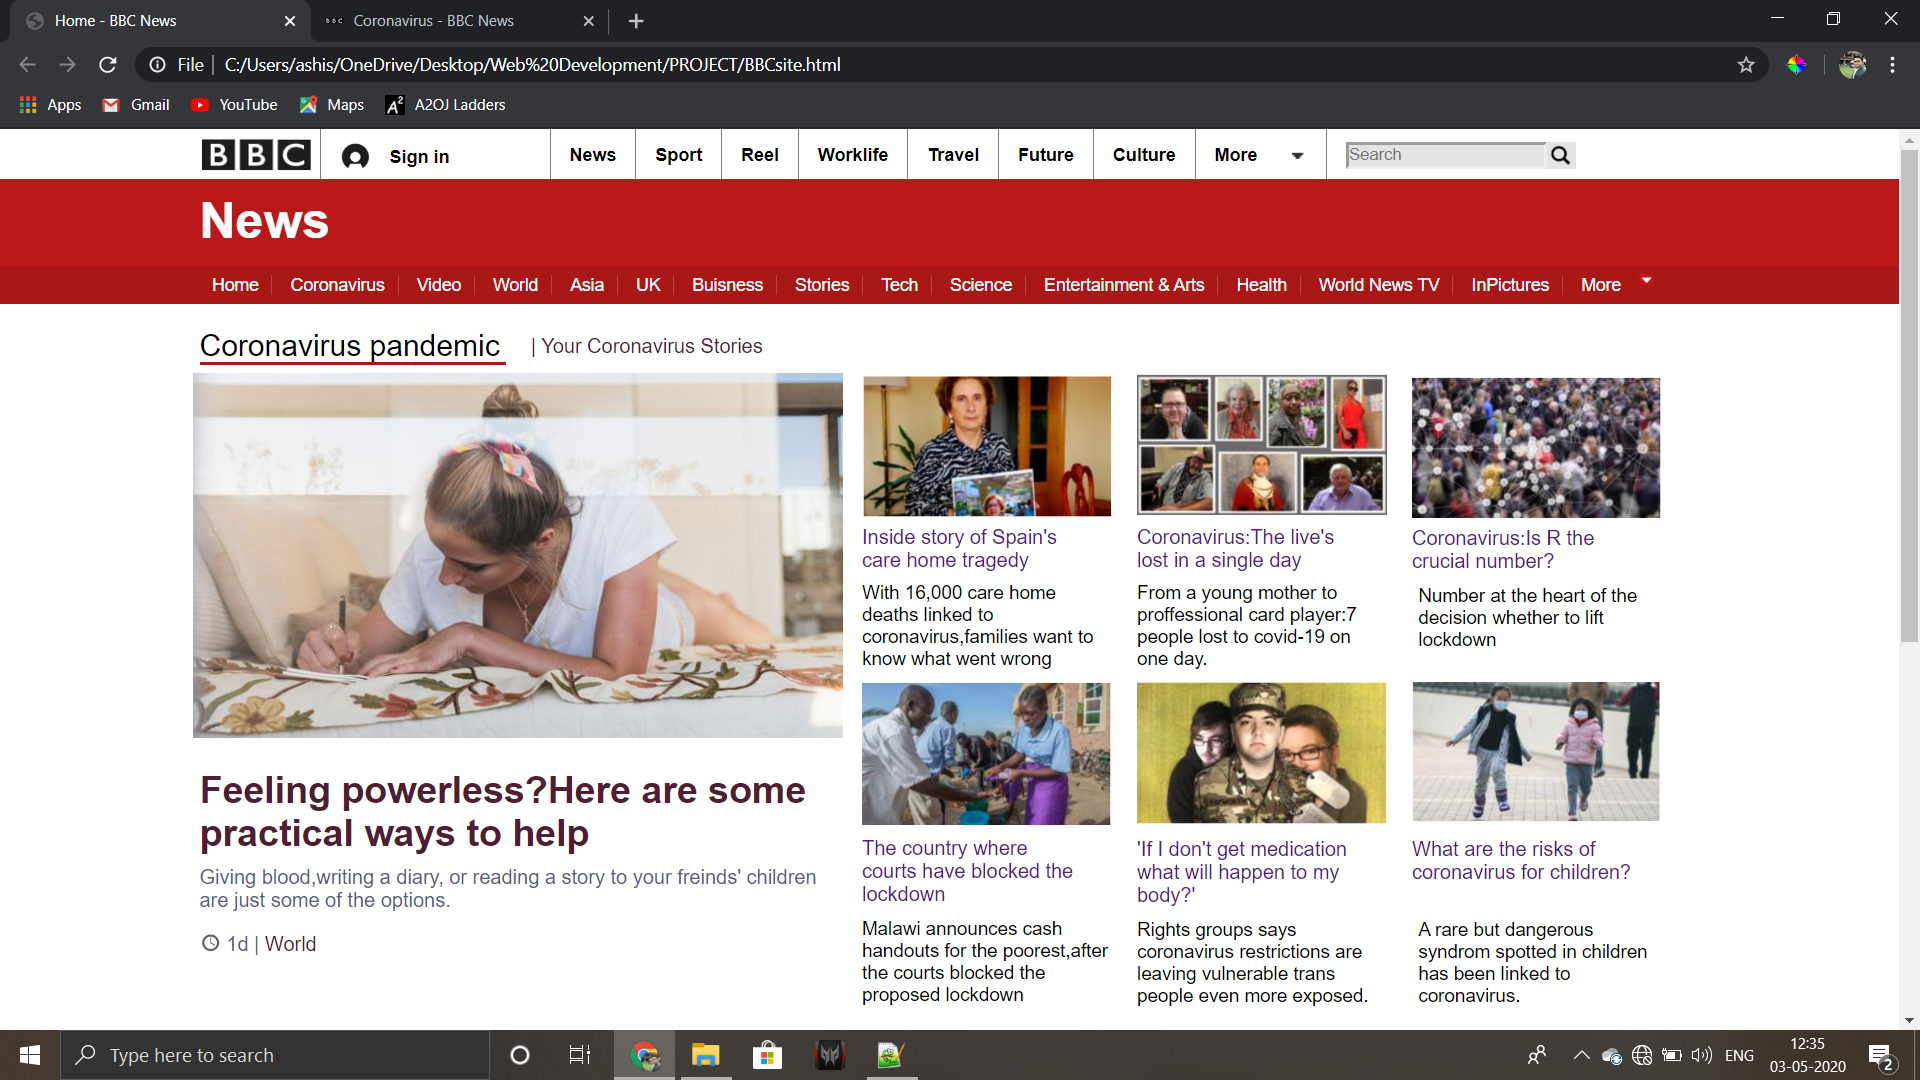 Home - BBC News
BBC Coronavirus - BBC News
File C:/Users/ashis/OneDrive/Desktop/Web%20Development/PROJECT/BBCsite.html
Apps Gmail YouTube Maps A2 A2OJ Ladders
BBC Sign in News Sport Reel Worklife Travel Future Culture More Search
News
Home Coronavirus Video World Asia UK Buisness Stories Tech Science Entertainment & Arts Health World News TV InPictures More
Coronavirus pandemic | Your Coronavirus Stories
Inside story of Spain's
care home tragedy
With 16,000 care home
deaths linked to
coronavirus,families want to
know what went wrong
Coronavirus:The live's
lost in a single day
From a young mother to
proffessional card player:7
people lost to covid-19 on
one day.
Coronavirus:Is R the
crucial number?
Number at the heart of the
decision whether to lift
lockdown
Feeling powerless?Here are some
practical ways to help
Giving blood,writing a diary, or reading a story to your freinds' children
are just some of the options.
1d | World
The country where
courts have blocked the
lockdown
Malawi announces cash
handouts for the poorest,after
the courts blocked the
proposed lockdown
'If I don't get medication
what will happen to my
body?'
Rights groups says
coronavirus restrictions are
leaving vulnerable trans
people even more exposed.
What are the risks of
coronavirus for children?
A rare but dangerous
syndrom spotted in children
has been linked to
coronavirus.
Type here to search
ENG
12:35
03-05-2020
2